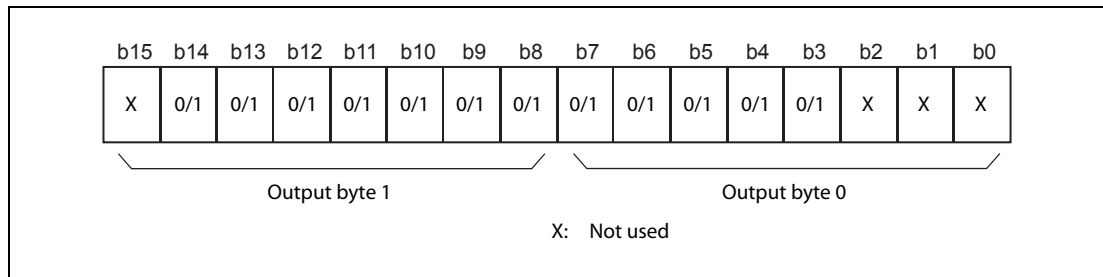 b15 b14 b13 b12 b11 b10 b9 b8 b7 b6 b5 b4 b3 b2 b1 b0
X 0/1 0/1 0/1 0/1 0/1 0/1 0/1 0/1 0/1 0/1 0/1 0/1 X X X
Output byte 1 Output byte 0
X: Not used